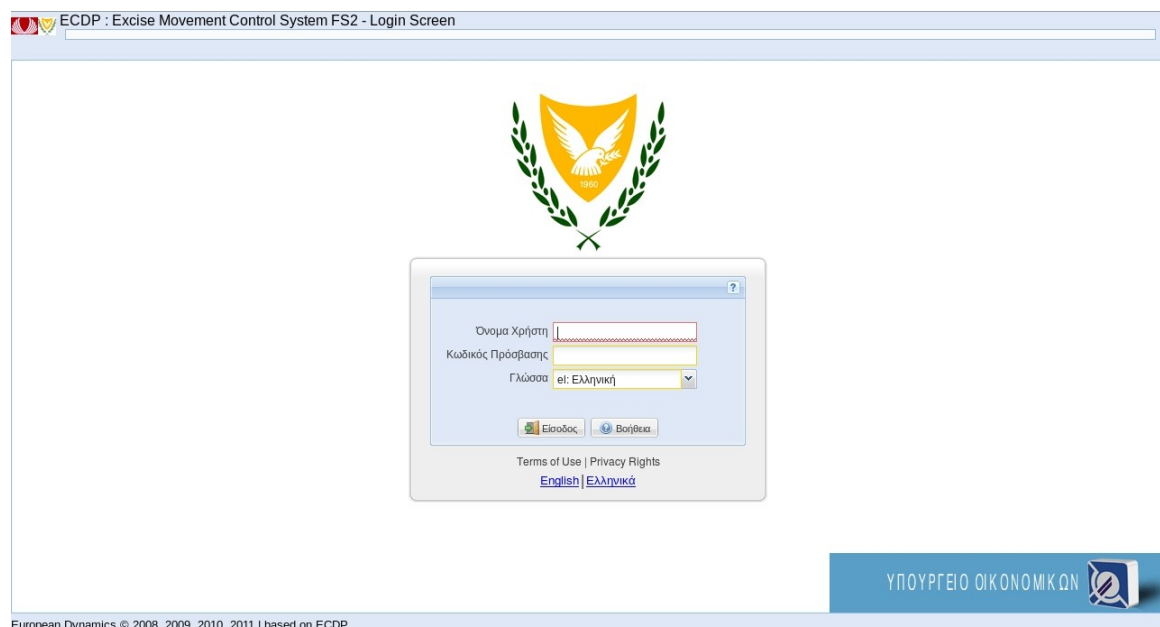 ECDP : Excise Movement Control System FS2 - Login Screen
1960
?
Όνομα Χρήστη
Κωδικός Πρόσβασης
Γλώσσα el: Ελληνική
Είσοδος Βοήθεια
Terms of Use | Privacy Rights
English | Ελληνικά
ΥΠΟΥΡΓΕΙΟ ΟΙΚΟΝΟΜΙΚΩΝ
European Dynamics © 2008, 2009, 2010, 2011 | based on ECDP